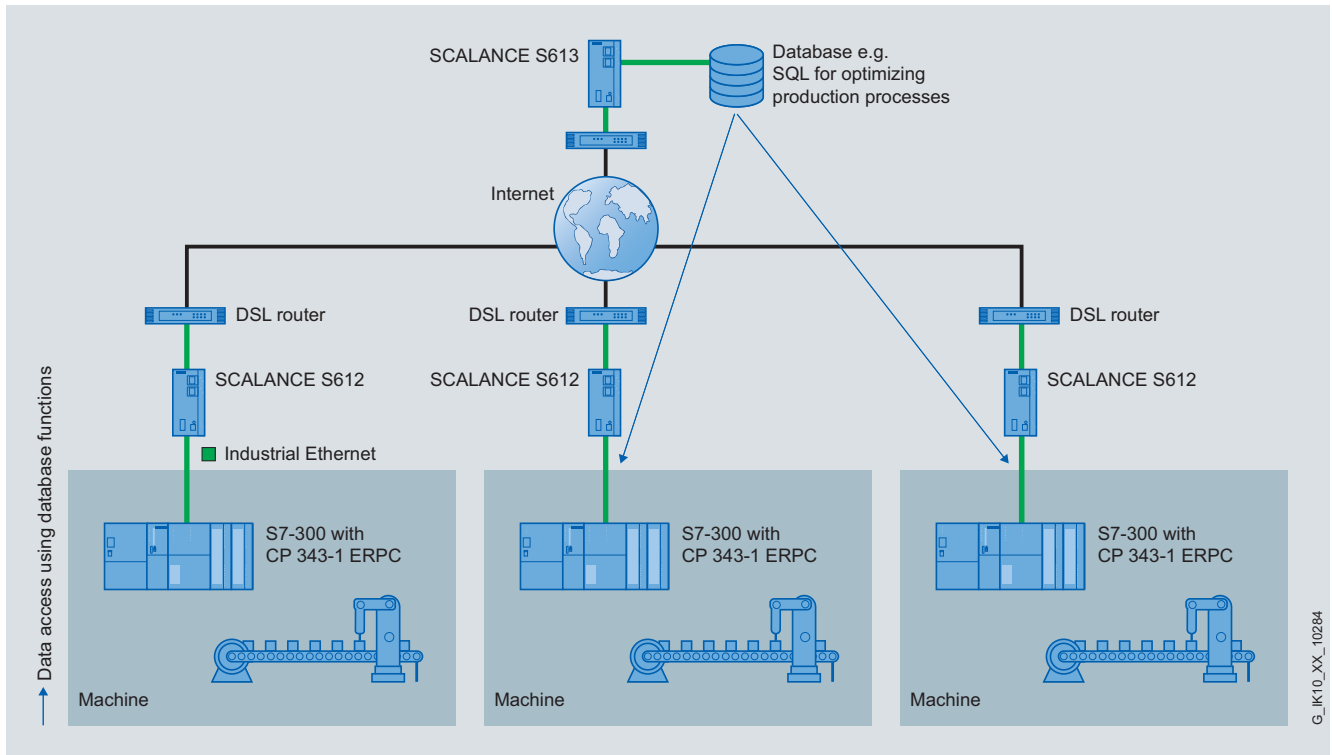 SCALANCE S613
Database e.g.
SQL for optimizing
production processes
Internet
DSL router
DSL router
DSL router
SCALANCE S612
SCALANCE S612
SCALANCE S612
Industrial Ethernet
Data access using database functions
S7-300 with
CP 343-1 ERPC
Machine
S7-300 with
CP 343-1 ERPC
Machine
S7-300 with
CP 343-1 ERPC
Machine
G_IK10_XX_10284